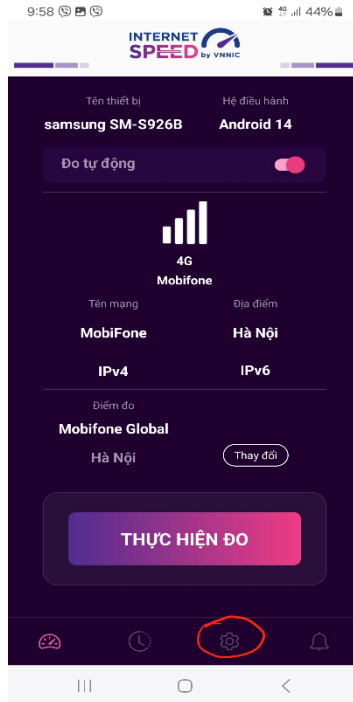 9:58 44%
INTERNET
SPEED by VNNIC
Tên thiết bị Hệ điều hành
samsung SM-S926B Android 14
Đo tự động
4G
Mobifone
Tên mạng Địa điểm
MobiFone Hà Nội
IPv4 IPv6
Điểm đo
Mobifone Global
Hà Nội Thay đổi
THỰC HIỆN ĐO